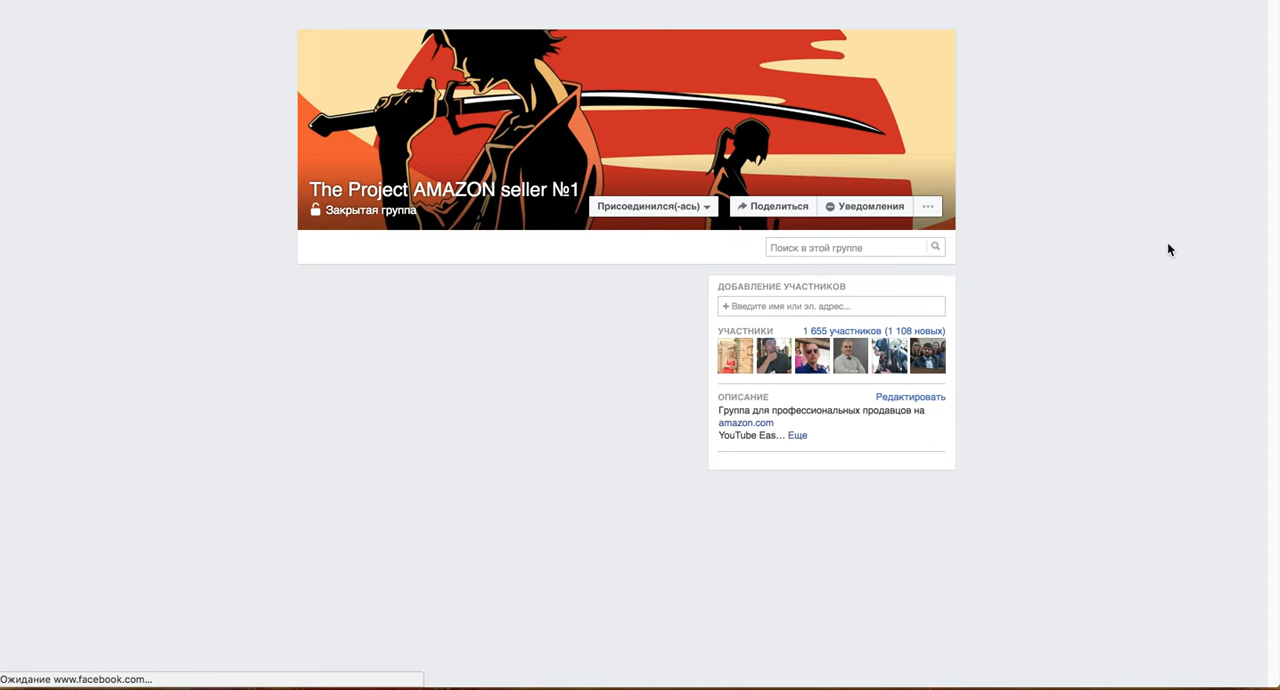 The Project AMAZON seller №1
Закрытая группа
Присоединился(-ась)
Поделиться
Уведомления
Поиск в этой группе
ДОБАВЛЕНИЕ УЧАСТНИКОВ
+ Введите имя или эл. адрес...
УЧАСТНИКИ 1 655 участников (1 108 новых)
ОПИСАНИЕ Редактировать
Группа для профессиональных продавцов на
amazon.com
YouTube Eas... Еще
Ожидание www.facebook.com...